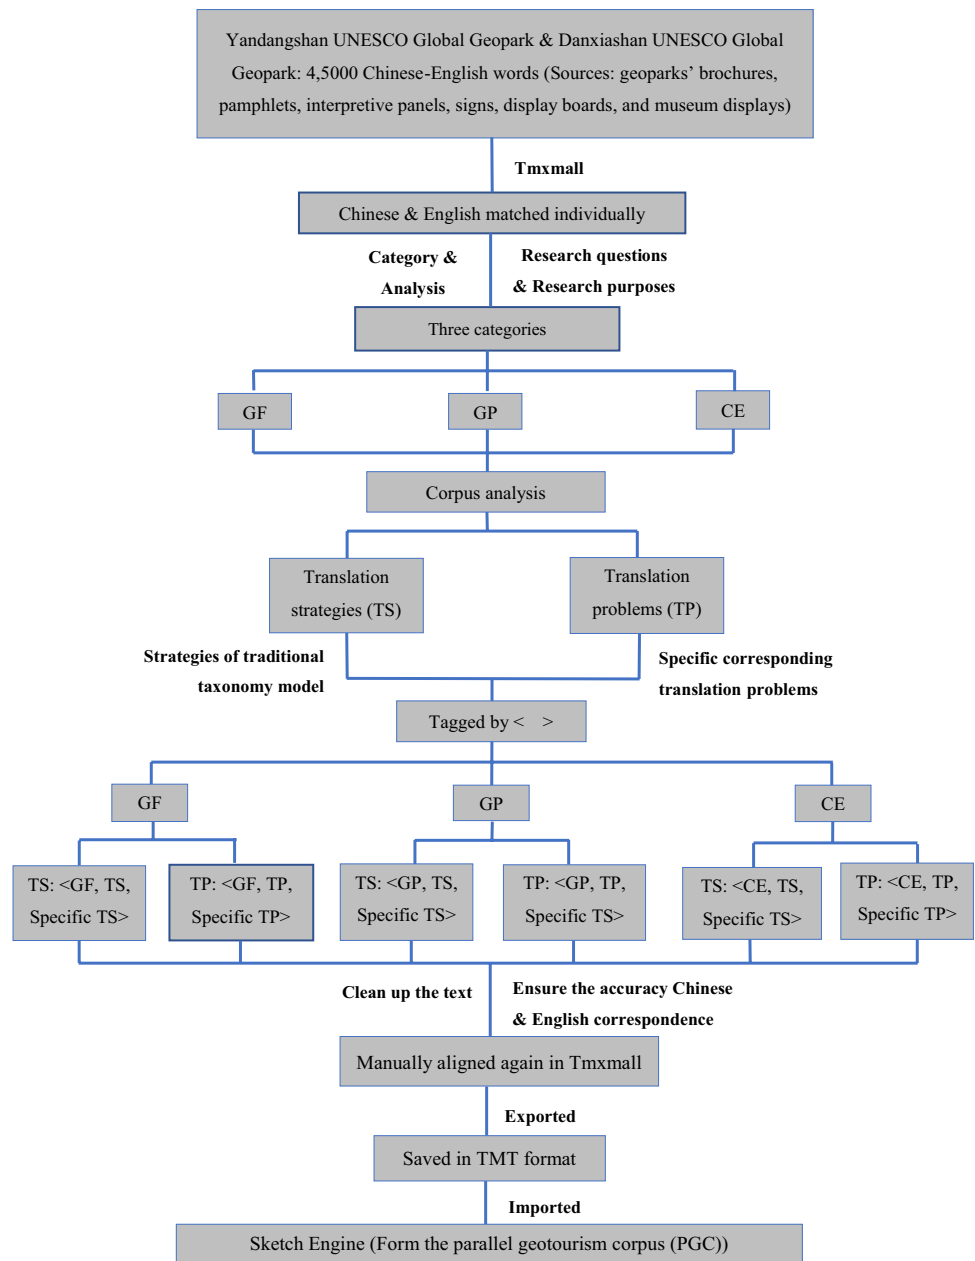 Yandangshan UNESCO Global Geopark & Danxiashan UNESCO Global
Geopark: 4,5000 Chinese-English words (Sources: geoparks' brochures,
pamphlets, interpretive panels, signs, display boards, and museum displays)
Tmxmall
Chinese & English matched individually
Category &
Analysis
Research questions
& Research purposes
Three categories
GF
GP
CE
Corpus analysis
Translation
strategies (TS)
Translation
problems (TP)
Strategies of traditional
taxonomy model
Specific corresponding
translation problems
Tagged by < >
GF
GP
CE
TS: <GF, TS,
Specific TS>
TP: <GF, TP,
Specific TP>
TS: <GP, TS,
Specific TS>
TP: <GP, TP,
Specific TS>
TS: <CE, TS,
Specific TS>
TP: <CE, TP,
Specific TP>
Clean up the text
Ensure the accuracy Chinese
& English correspondence
Manually aligned again in Tmxmall
Exported
Saved in TMT format
Imported
Sketch Engine (Form the parallel geotourism corpus (PGC))